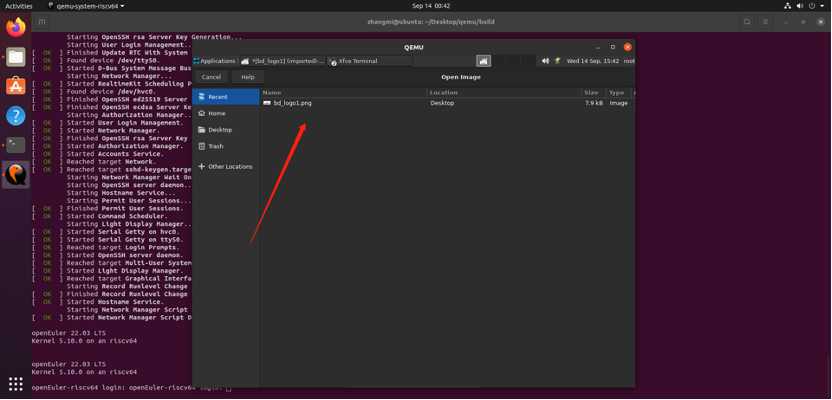 Activities qemu-system-riscv64 Sep 14 00:42
zhangmi@ubuntu: ~/Desktop/qemu/build
Starting OpenSSH rsa Server Key Generation...
Starting User Login Management..
[ OK ] Finished Update RTC With System
[ OK ] Found device /dev/ttyS0.
[ OK ] Started D-Bus System Message Bus
Starting Network Manager...
[ OK ] Started RealtimeKit Scheduling P
[ OK ] Found device /dev/hvc0.
[ OK ] Finished OpenSSH ed25519 Server
[ OK ] Finished OpenSSH ecdsa Server Ke
Starting Authorization Manager..
[ OK ] Started User Login Management.
[ OK ] Started Network Manager.
[ OK ] Finished OpenSSH rsa Server Key
[ OK ] Started Authorization Manager.
[ OK ] Started Accounts Service.
[ OK ] Reached target Network.
[ OK ] Reached target sshd-keygen.targe
Starting Network Manager Wait On
Starting OpenSSH server daemon..
Starting Hostname Service...
Starting Permit User Sessions...
[ OK ] Finished Permit User Sessions.
[ OK ] Started Command Scheduler.
Starting Light Display Manager..
[ OK ] Started Serial Getty on hvc0.
[ OK ] Started Serial Getty on ttyS0.
[ OK ] Reached target Login Prompts.
[ OK ] Started OpenSSH server daemon.
[ OK ] Reached target Multi-User System
[ OK ] Started Light Display Manager.
[ OK ] Reached target Graphical Interfa
Starting Record Runlevel Change
[ OK ] Finished Record Runlevel Change
[ OK ] Started Hostname Service.
Starting Network Manager Script
[ OK ] Started Network Manager Script D
openEuler 22.03 LTS
Kernel 5.10.0 on an riscv64
openEuler 22.03 LTS
Kernel 5.10.0 on an riscv64
openEuler-riscv64 login: openEuler-riscv64 login:
QEMU
Applications *[bd_logo1] (imported)-... Xfce Terminal Wed 14 Sep, 15:42 root
Cancel Help Open Image
Recent
Home
Desktop
Trash
Other Locations
Name Location Size Type
bd_logo1.png Desktop 7.9 kB Image